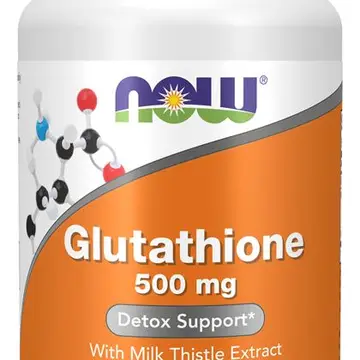 NOW®
Glutathione
500 mg
Detox Support*
With Milk Thistle Extract